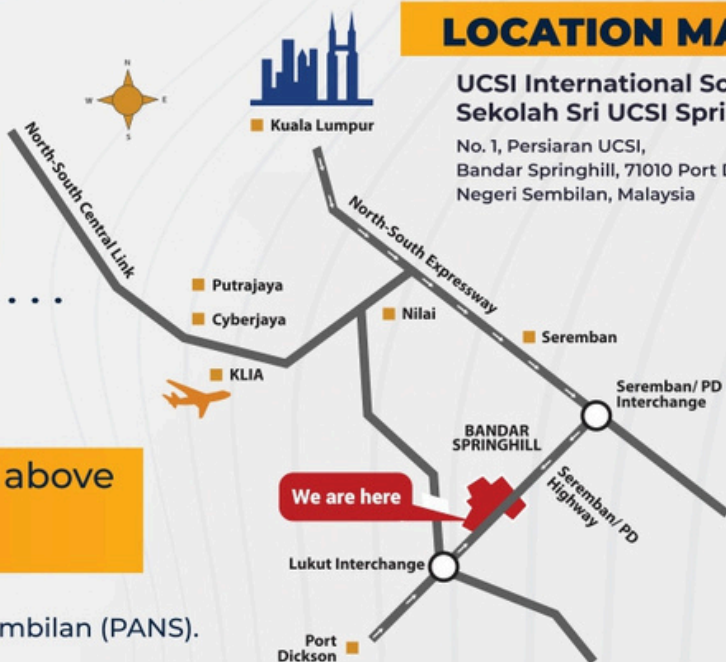 LOCATION MA
UCSI International Sc
Sekolah Sri UCSI Spri
No. 1, Persiaran UCSI,
Bandar Springhill, 71010 Port D
Negeri Sembilan, Malaysia
N
W
E
S
Kuala Lumpur
North-South Central Link
North-South Expressway
...
Putrajaya
Cyberjaya
Nilai
Seremban
KLIA
Seremban/ PD
Interchange
BANDAR
SPRINGHILL
above
We are here
Seremban/ PD
Highway
Lukut Interchange
mbilan (PANS).
Port
Dickson